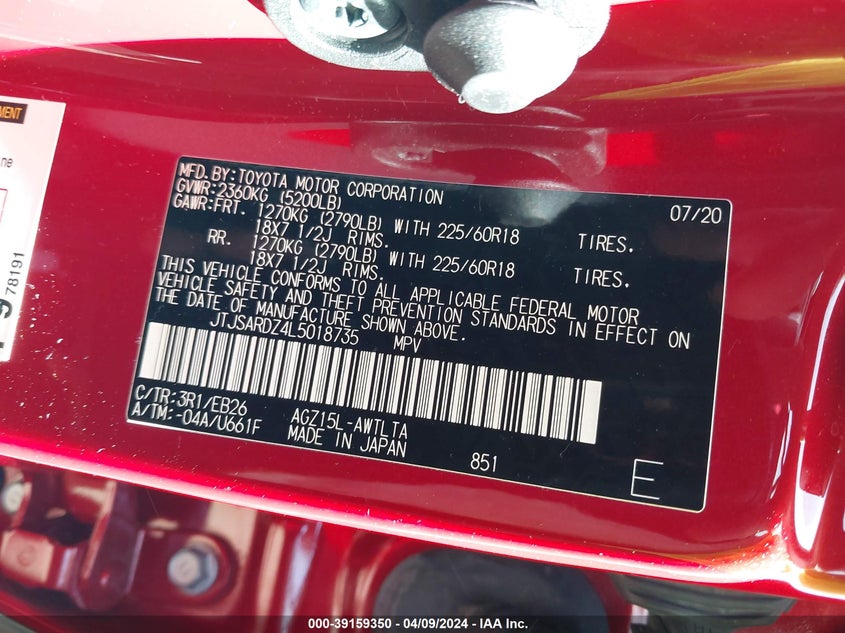 MENT
ne
78191
MFD. BY:TOYOTA MOTOR CORPORATION 07/20
GVWR:2360KG (5200LB)
GAWR:FRT. 1270KG (2790LB) WITH 225/60R18 TIRES.
18X7 1/2J RIMS.
RR. 1270KG (2790LB) WITH 225/60R18 TIRES.
18X7 1/2J RIMS.
THIS VEHICLE CONFORMS TO ALL APPLICABLE FEDERAL MOTOR
VEHICLE SAFETY AND THEFT PREVENTION STANDARDS IN EFFECT ON
THE DATE OF MANUFACTURE SHOWN ABOVE.
JTJSARDZ4L5018735 MPV
C/TR:3R1/EB26 AGZ15L-AWTLTA
A/TM:-04A/U661F MADE IN JAPAN 851 E
000-39159350 - 04/09/2024 - IAA Inc.